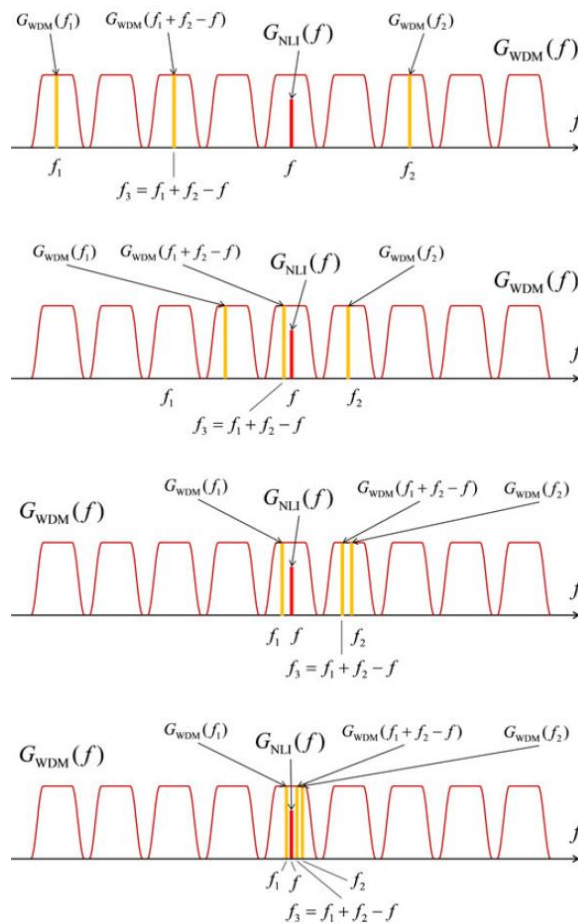 G_WDM(f_1) G_WDM(f_1 + f_2 − f) G_NLI(f) G_WDM(f_2) G_WDM(f)
f
f_1 f f_2
f_3 = f_1 + f_2 − f
G_WDM(f_1) G_WDM(f_1 + f_2 − f) G_NLI(f) G_WDM(f_2) G_WDM(f)
f
f_1 f f_2
f_3 = f_1 + f_2 − f
G_WDM(f) G_WDM(f_1) G_NLI(f) G_WDM(f_1 + f_2 − f) G_WDM(f_2)
f
f_1 f f_2
f_3 = f_1 + f_2 − f
G_WDM(f) G_WDM(f_1) G_NLI(f) G_WDM(f_1 + f_2 − f) G_WDM(f_2)
f
f_1 f f_2
f_3 = f_1 + f_2 − f